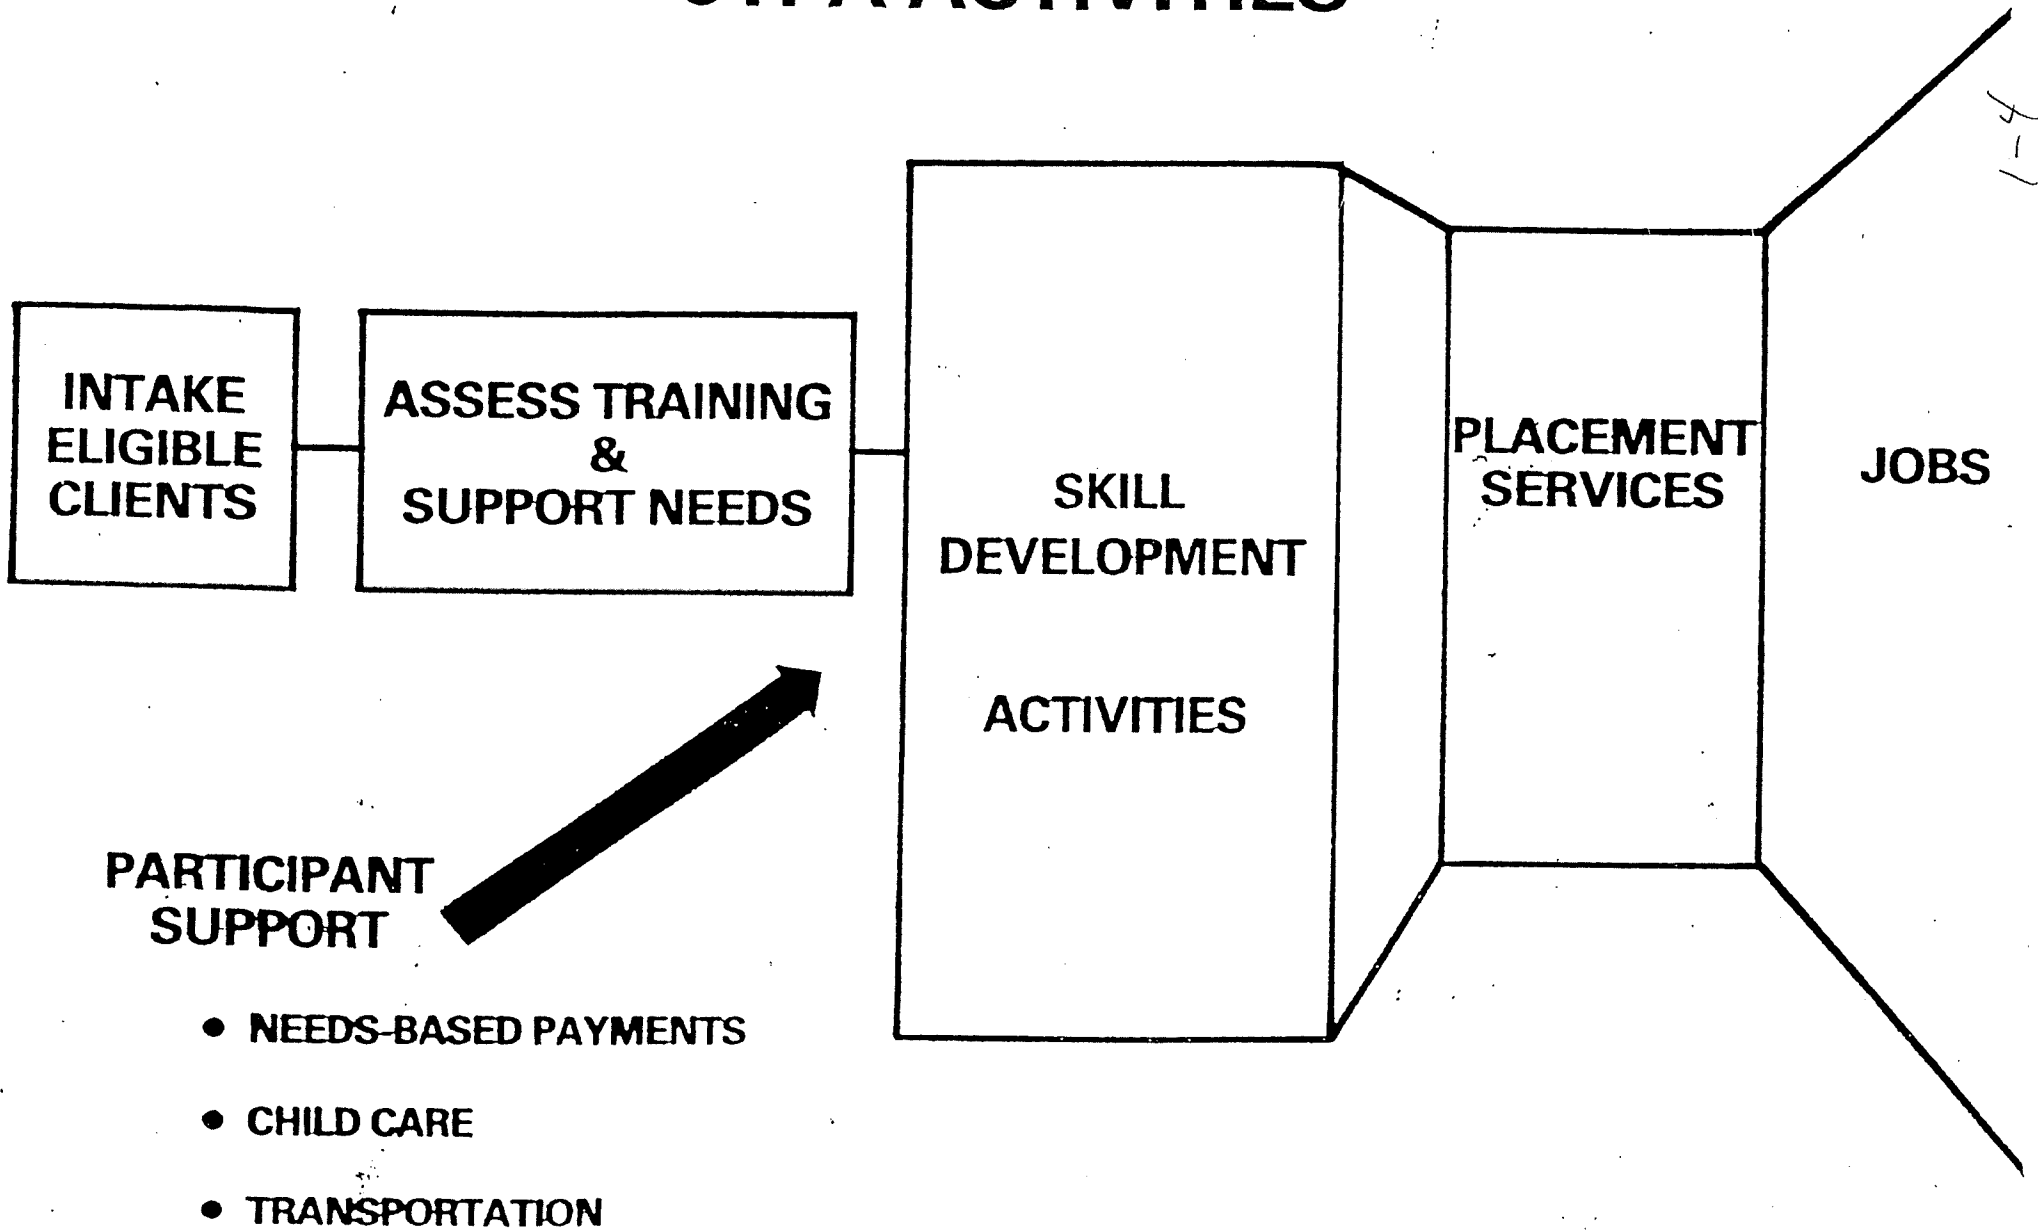 ACTIVITIES
INTAKE
ELIGIBLE
CLIENTS
ASSESS TRAINING
&
SUPPORT NEEDS
SKILL
DEVELOPMENT
ACTIVITIES
PLACEMENT
SERVICES
JOBS
PARTICIPANT
SUPPORT
• NEEDS-BASED PAYMENTS
• CHILD CARE
• TRANSPORTATION